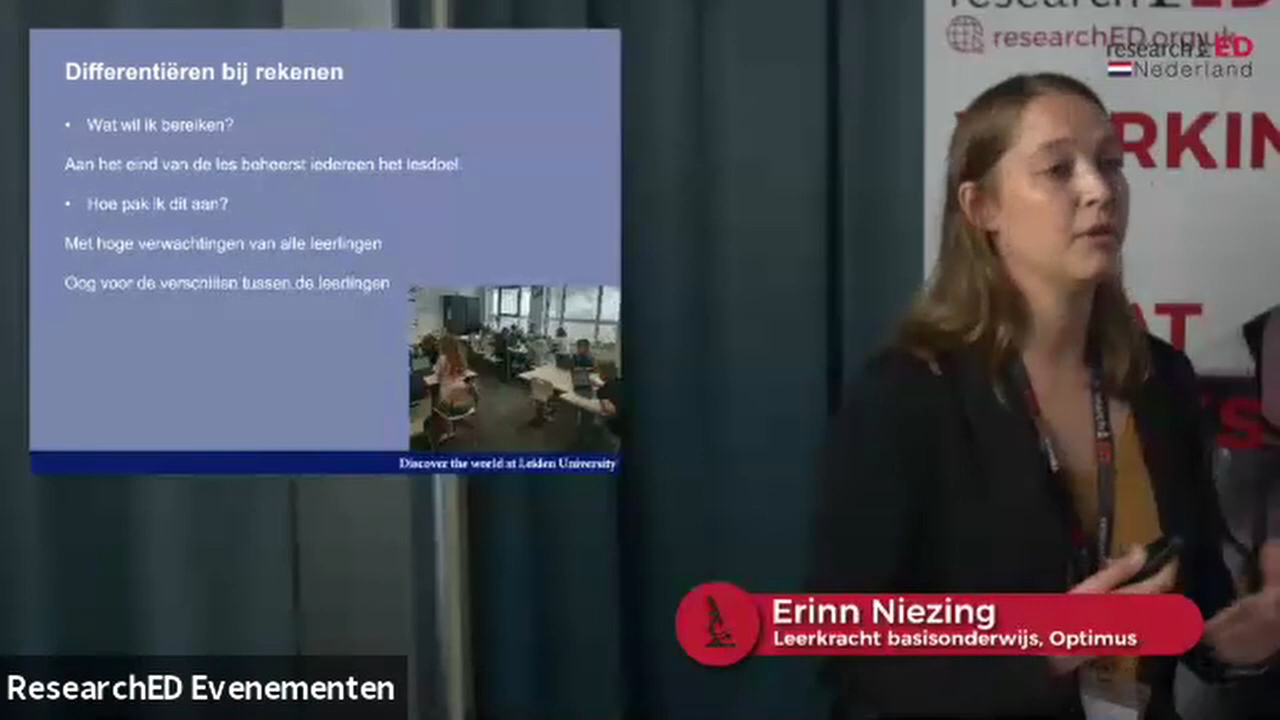 Differentiëren bij rekenen
• Wat wil ik bereiken?
Aan het eind van de les beheerst iedereen het lesdoel.
• Hoe pak ik dit aan?
Met hoge verwachtingen van alle leerlingen
Oog voor de verschillen tussen de leerlingen
Discover the world at Leiden University
researchED.org.uk
researchED
Nederland
Erinn Niezing
Leerkracht basisonderwijs, Optimus
ResearchED Evenementen